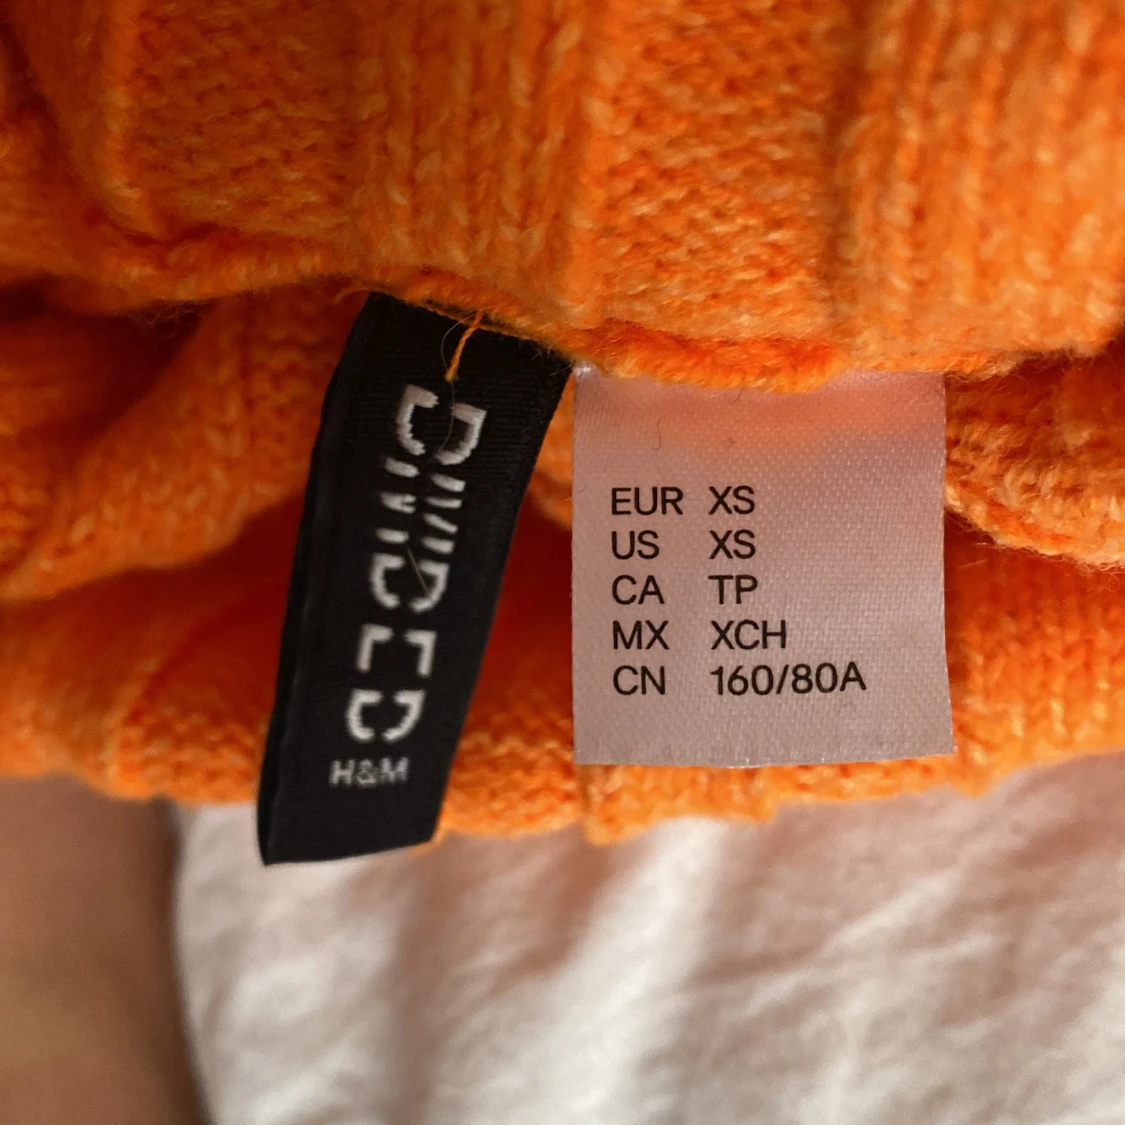 DIVIDED
H&M
EUR XS
US XS
CA TP
MX XCH
CN 160/80A